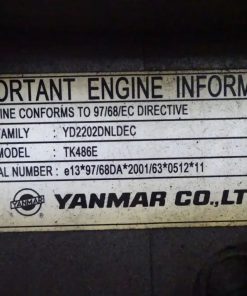 ORTANT ENGINE INFORM
INE CONFORMS TO 97/68/EC DIRECTIVE
FAMILY : YD2202DNLDEC
MODEL : TK486E
AL NUMBER : e13*97/68DA*2001/63*0512*11
YANMAR YANMAR CO.,LT